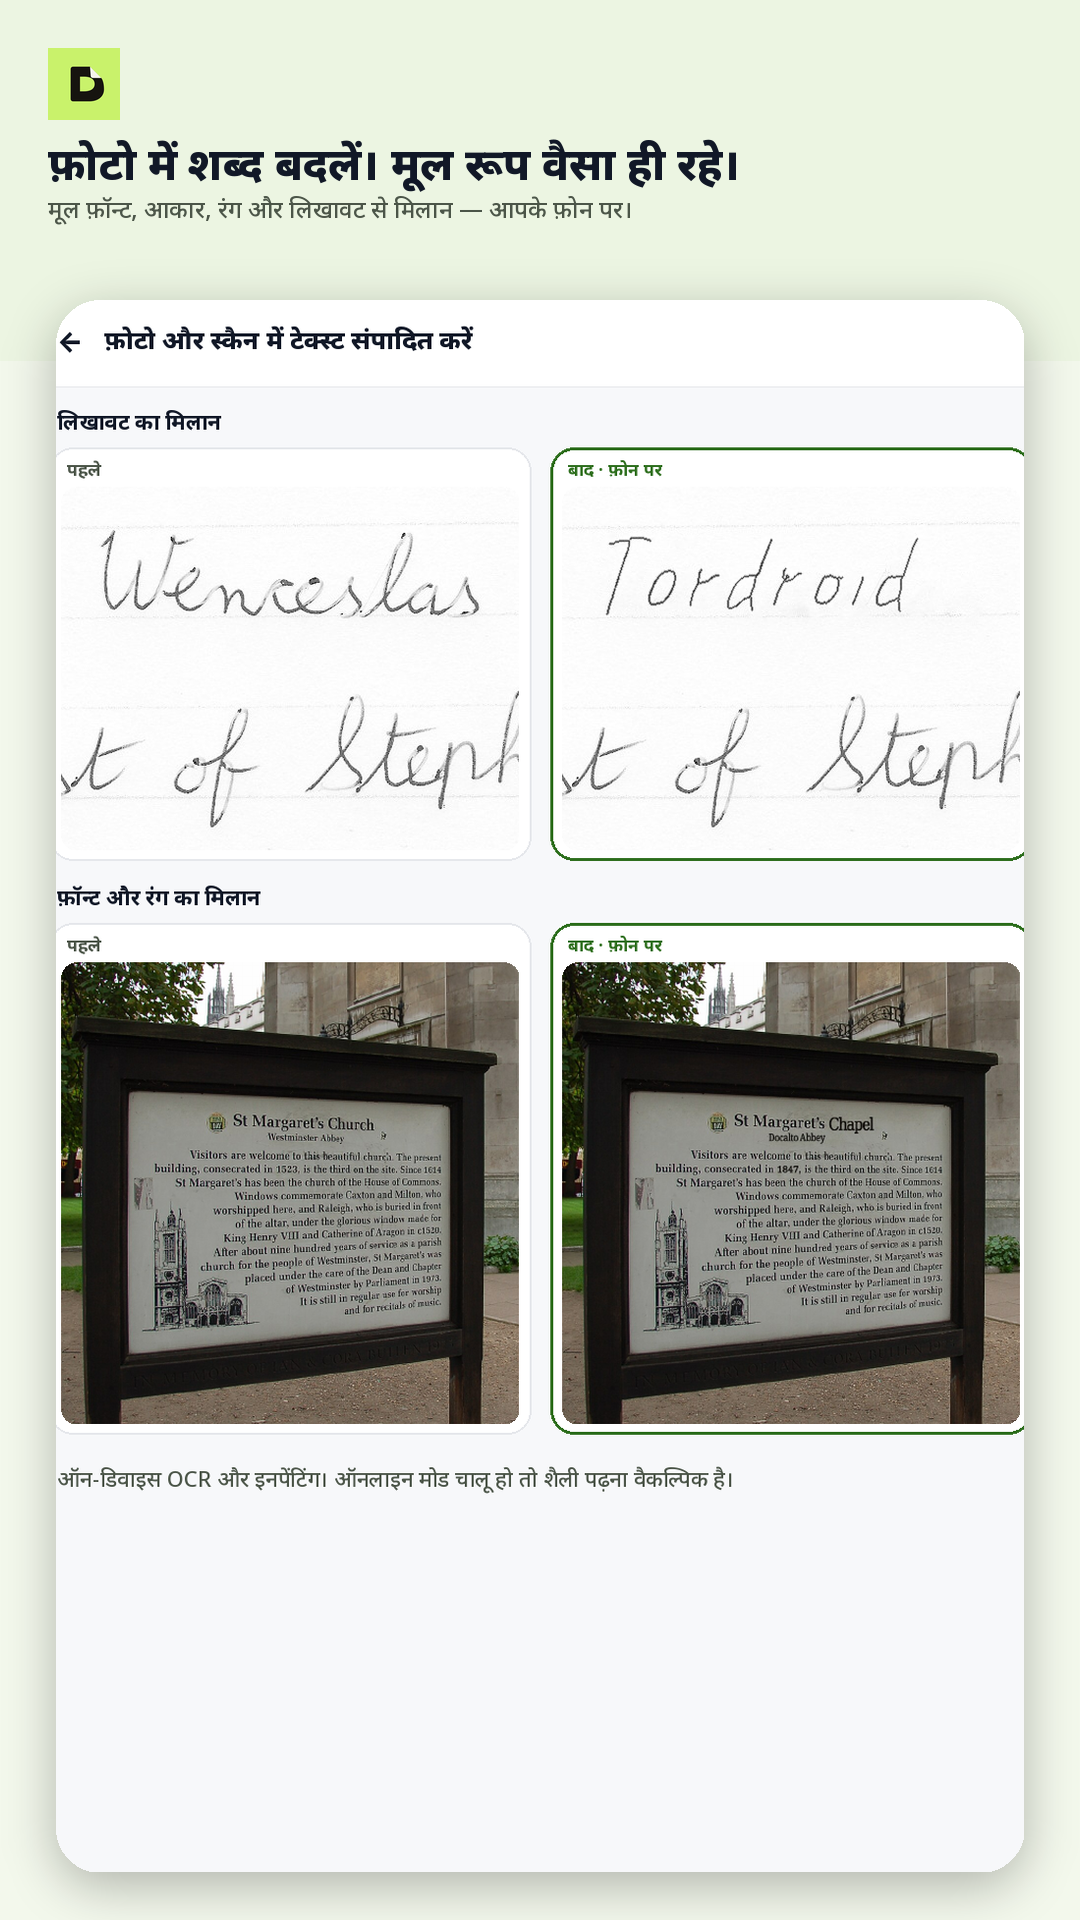 फ़ोटो में शब्द बदलें। मूल रूप वैसा ही रहे।
मूल फ़ॉन्ट, आकार, रंग और लिखावट से मिलान — आपके फ़ोन पर।
फ़ोटो और स्कैन में टेक्स्ट संपादित करें
लिखावट का मिलान
पहले
Wenceslas
st of Steph
बाद · फ़ोन पर
Tordroid
st of Steph
फ़ॉन्ट और रंग का मिलान
पहले
St Margaret's Church
Westminster Abbey
Visitors are welcome to this beautiful church. The present
building, consecrated in 1523, is the third on the site. Since 1614
St Margaret's has been the church of the House of Commons.
Windows commemorate Caxton and Milton, who
worshipped here, and Raleigh, who is buried in front
of the altar, under the glorious window made for
King Henry VIII and Catherine of Aragon in c1520.
After about nine hundred years of service as a parish
church for the people of Westminster, St Margaret's was
placed under the care of the Dean and Chapter
of Westminster by Parliament in 1973.
It is still in regular use for worship
and for recitals of music.
बाद · फ़ोन पर
St Margaret's Chapel
Docalto Abbey
Visitors are welcome to this beautiful church. The present
building, consecrated in 1847, is the third on the site. Since 1614
St Margaret's has been the church of the House of Commons.
Windows commemorate Caxton and Milton, who
worshipped here, and Raleigh, who is buried in front
of the altar, under the glorious window made for
King Henry VIII and Catherine of Aragon in c1520.
After about nine hundred years of service as a parish
church for the people of Westminster, St Margaret's was
placed under the care of the Dean and Chapter
of Westminster by Parliament in 1973.
It is still in regular use for worship
and for recitals of music.
ऑन-डिवाइस OCR और इनपेंटिंग। ऑनलाइन मोड चालू हो तो शैली पढ़ना वैकल्पिक है।